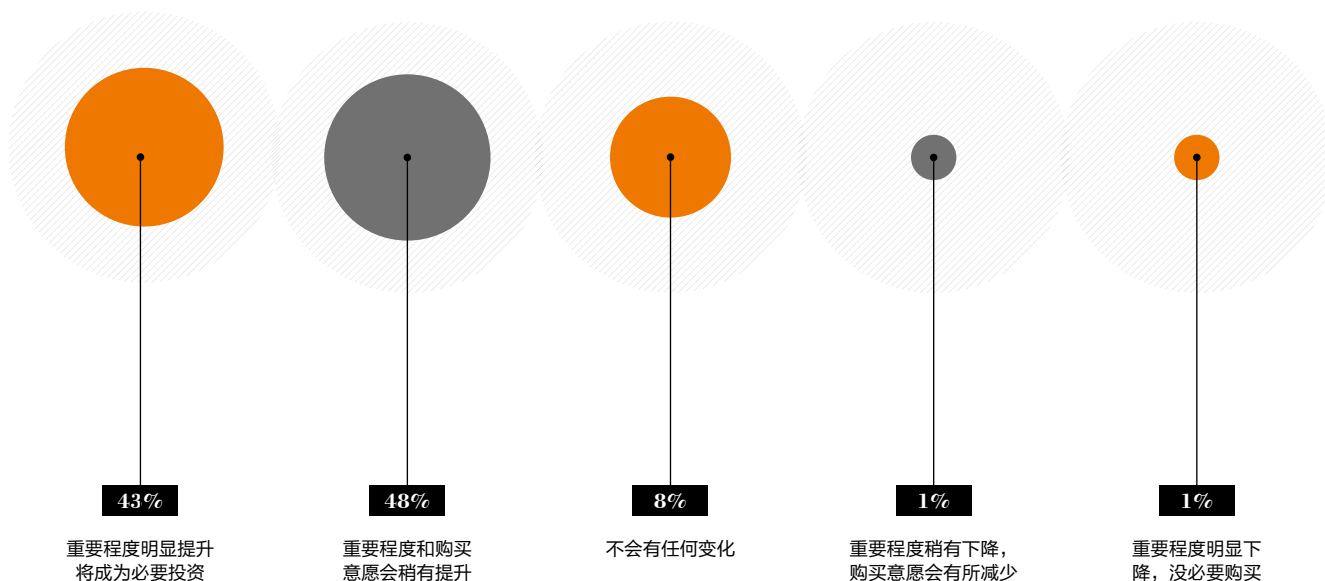 43%
重要程度明显提升
将成为必要投资
48%
重要程度和购买
意愿会稍有提升
8%
不会有任何变化
1%
重要程度稍有下降，
购买意愿会有所减少
1%
重要程度明显下
降，没必要购买